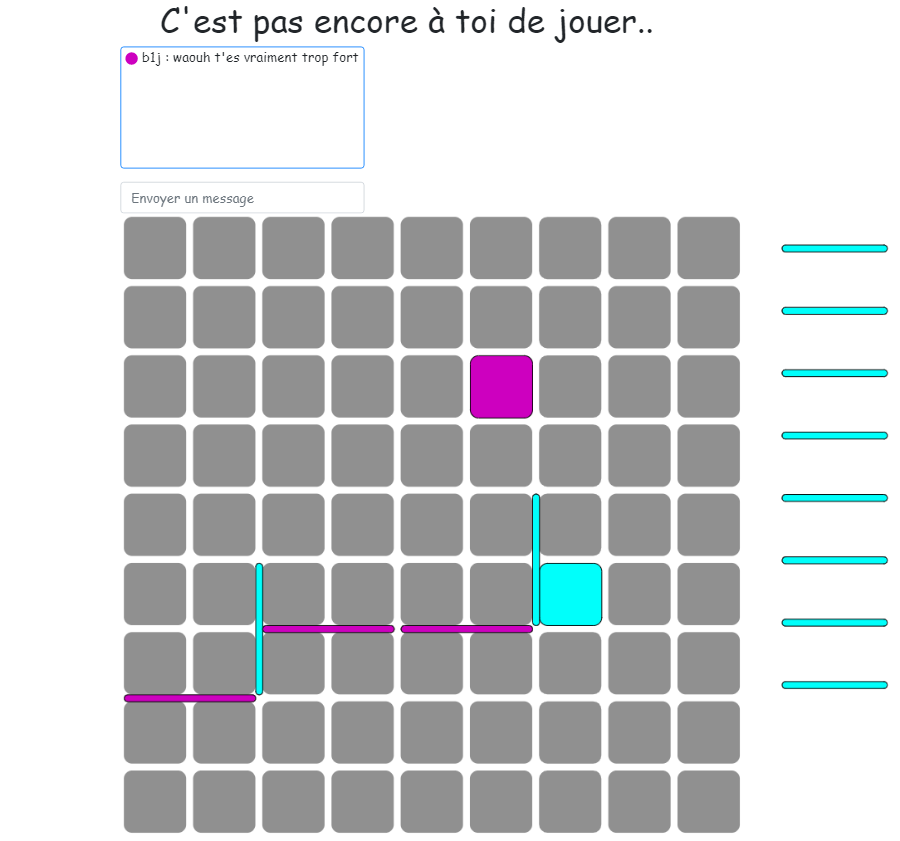 C'est pas encore à toi de jouer..
b1j : waouh t'es vraiment trop fort
Envoyer un message